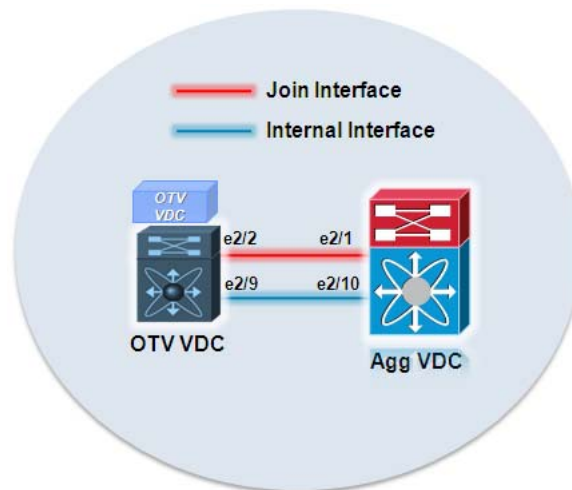 Join Interface
Internal Interface
OTV
VDC
e2/2 e2/1
e2/9 e2/10
OTV VDC
Agg VDC